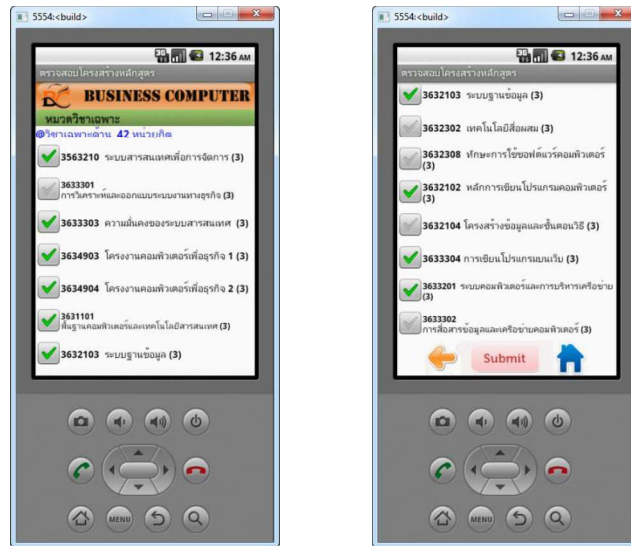 5554:<build>
12:36 AM
ตรวจสอบโครงสร้างหลักสูตร
BC BUSINESS COMPUTER
หมวดวิชาเฉพาะ
@วิชาเฉพาะด้าน 42 หน่วยกิต
3563210 ระบบสารสนเทศเพื่อการจัดการ (3)
3633301
การวิเคราะห์และออกแบบระบบงานทางธุรกิจ (3)
3633303 ความมั่นคงของระบบสารสนเทศ (3)
3634903 โครงงานคอมพิวเตอร์เพื่อธุรกิจ 1 (3)
3634904 โครงงานคอมพิวเตอร์เพื่อธุรกิจ 2 (3)
3631101
พื้นฐานคอมพิวเตอร์และเทคโนโลยีสารสนเทศ (3)
3632103 ระบบฐานข้อมูล (3)
MENU
5554:<build>
12:36 AM
ตรวจสอบโครงสร้างหลักสูตร
3632103 ระบบฐานข้อมูล (3)
3632302 เทคโนโลยีสื่อผสม (3)
3632308 ทักษะการใช้ซอฟต์แวร์คอมพิวเตอร์
(3)
3632102 หลักการเขียนโปรแกรมคอมพิวเตอร์
(3)
3632104 โครงสร้างข้อมูลและขั้นตอนวิธี (3)
3633304 การเขียนโปรแกรมบนเว็บ (3)
3633201 ระบบคอมพิวเตอร์และการบริหารเครือข่าย
(3)
3633302
การสื่อสารข้อมูลและเครือข่ายคอมพิวเตอร์ (3)
Submit
MENU